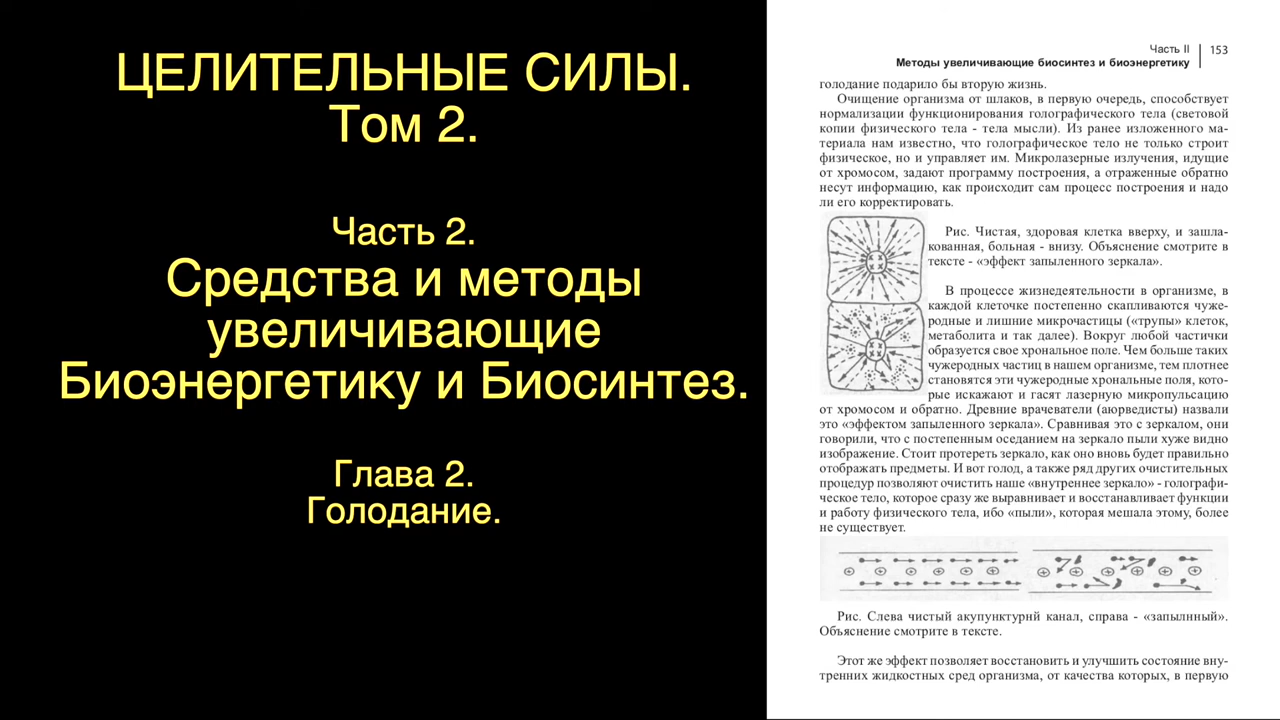 ЦЕЛИТЕЛЬНЫЕ СИЛЫ.
Том 2.
Часть 2.
Средства и методы
увеличивающие
Биоэнергетику и Биосинтез.
Глава 2.
Голодание.
Часть II 153
Методы увеличивающие биосинтез и биоэнергетику
голодание подарило бы вторую жизнь.
Очищение организма от шлаков, в первую очередь, способствует
нормализации функционирования голографического тела (световой
копии физического тела - тела мысли). Из ранее изложенного ма-
териала нам известно, что голографическое тело не только строит
физическое, но и управляет им. Микролазерные излучения, идущие
от хромосом, задают программу построения, а отраженные обратно
несут информацию, как происходит сам процесс построения и надо
ли его корректировать.
Рис. Чистая, здоровая клетка вверху, и зашла-
кованная, больная - внизу. Объяснение смотрите в
тексте - «эффект запыленного зеркала».
В процессе жизнедеятельности в организме, в
каждой клеточке постепенно скапливаются чуже-
родные и лишние микрочастицы («трупы» клеток,
метаболита и так далее). Вокруг любой частички
образуется свое хрональное поле. Чем больше таких
чужеродных частиц в нашем организме, тем плотнее
становятся эти чужеродные хрональные поля, кото-
рые искажают и гасят лазерную микропульсацию
от хромосом и обратно. Древние врачеватели (аюрведисты) назвали
это «эффектом запыленного зеркала». Сравнивая это с зеркалом, они
говорили, что с постепенным оседанием на зеркало пыли хуже видно
изображение. Стоит протереть зеркало, как оно вновь будет правильно
отображать предметы. И вот голод, а также ряд других очистительных
процедур позволяют очистить наше «внутреннее зеркало» - голографи-
ческое тело, которое сразу же выравнивает и восстанавливает функции
и работу физического тела, ибо «пыли», которая мешала этому, более
не существует.
Рис. Слева чистый акупунктурнй канал, справа - «запылнный».
Объяснение смотрите в тексте.
Этот же эффект позволяет восстановить и улучшить состояние вну-
тренних жидкостных сред организма, от качества которых, в первую